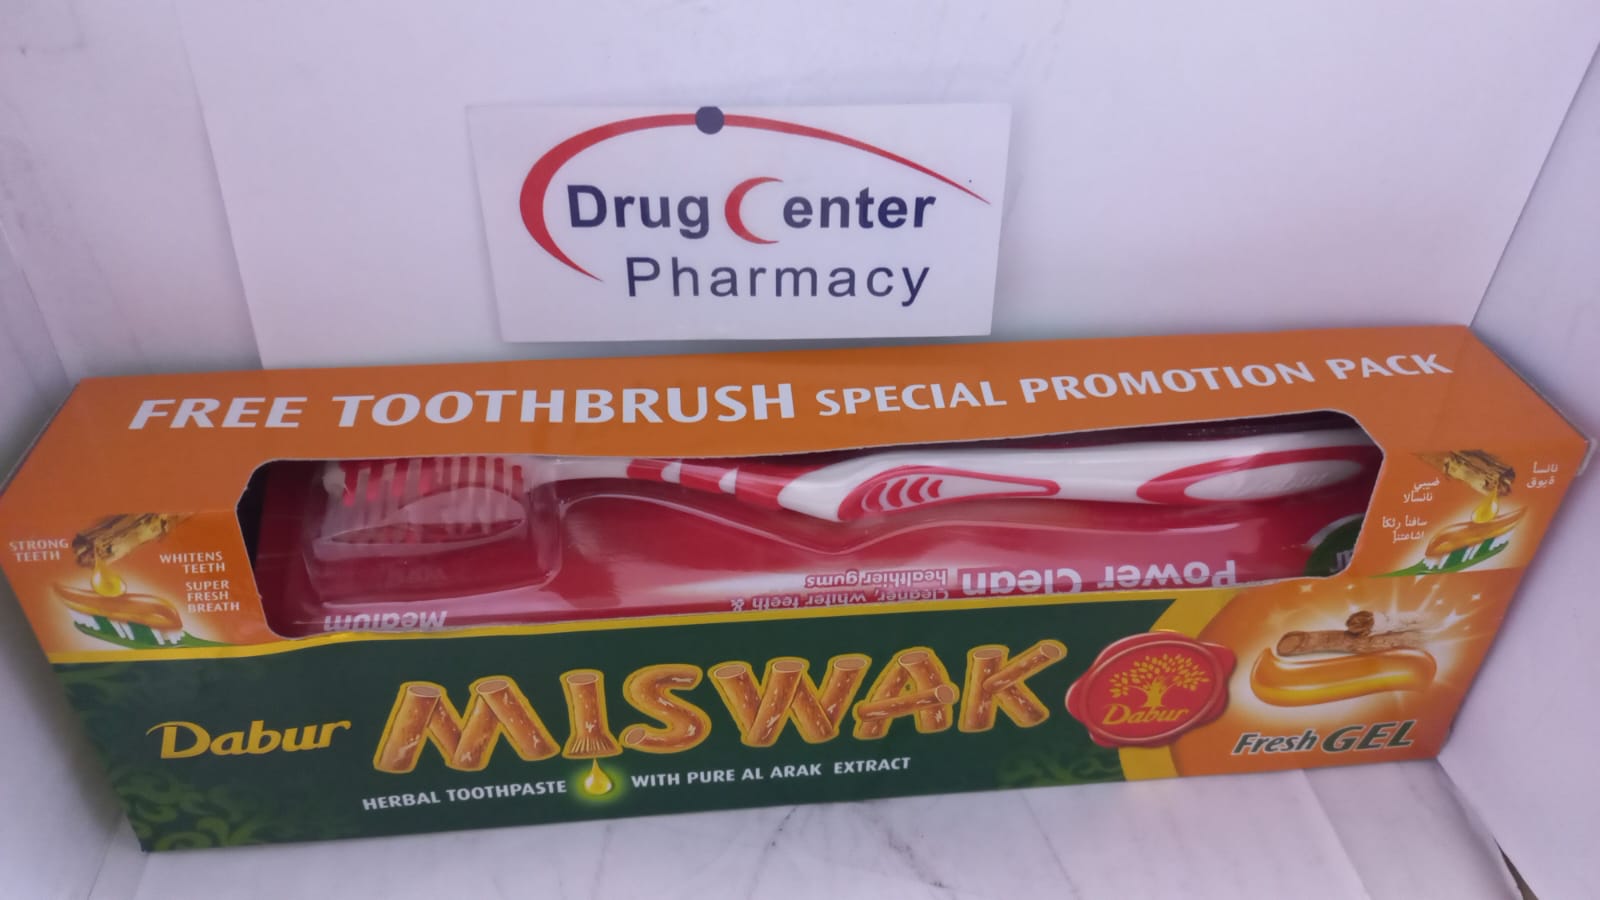 Drug Center
Pharmacy
FREE TOOTHBRUSH SPECIAL PROMOTION PACK
STRONG
TEETH
WHITENS
TEETH
SUPER
FRESH
BREATH
Power Clean
Cleaner, whiter teeth &
healthier gums
Medium
Dabur MISWAK
HERBAL TOOTHPASTE WITH PURE AL ARAK EXTRACT
Dabur
Fresh GEL